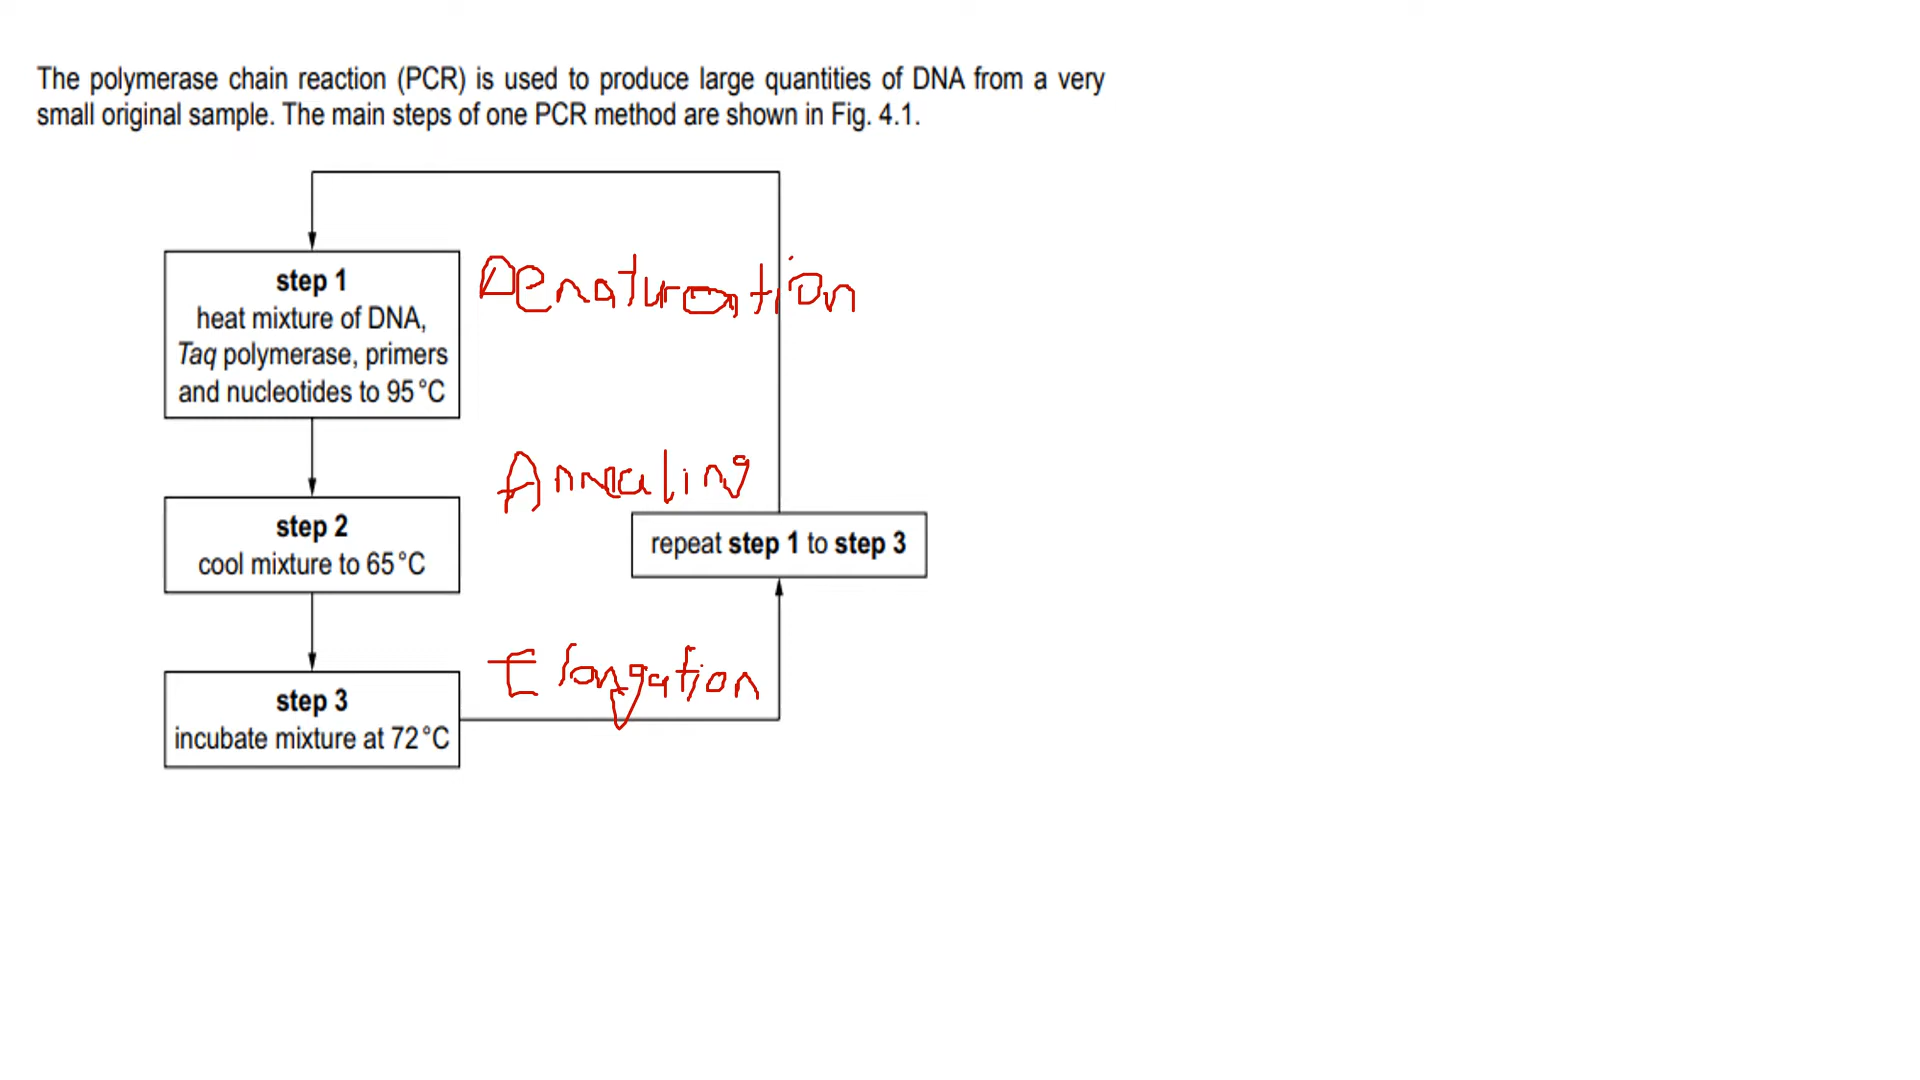 The polymerase chain reaction (PCR) is used to produce large quantities of DNA from a very
small original sample. The main steps of one PCR method are shown in Fig. 4.1.
step 1
heat mixture of DNA,
Taq polymerase, primers
and nucleotides to 95 °C
Denaturation
step 2
cool mixture to 65 °C
Annealing
repeat step 1 to step 3
step 3
incubate mixture at 72 °C
Elongation